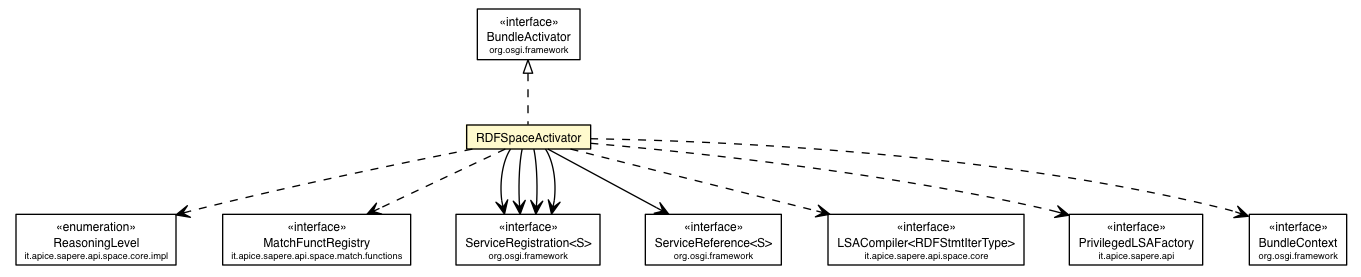 «interface»
BundleActivator
org.osgi.framework
RDFSpaceActivator
«enumeration»
ReasoningLevel
it.apice.sapere.api.space.core.impl
«interface»
MatchFunctRegistry
it.apice.sapere.api.space.match.functions
«interface»
ServiceRegistration<S>
org.osgi.framework
«interface»
ServiceReference<S>
org.osgi.framework
«interface»
LSACompiler<RDFStmtIterType>
it.apice.sapere.api.space.core
«interface»
PrivilegedLSAFactory
it.apice.sapere.api
«interface»
BundleContext
org.osgi.framework